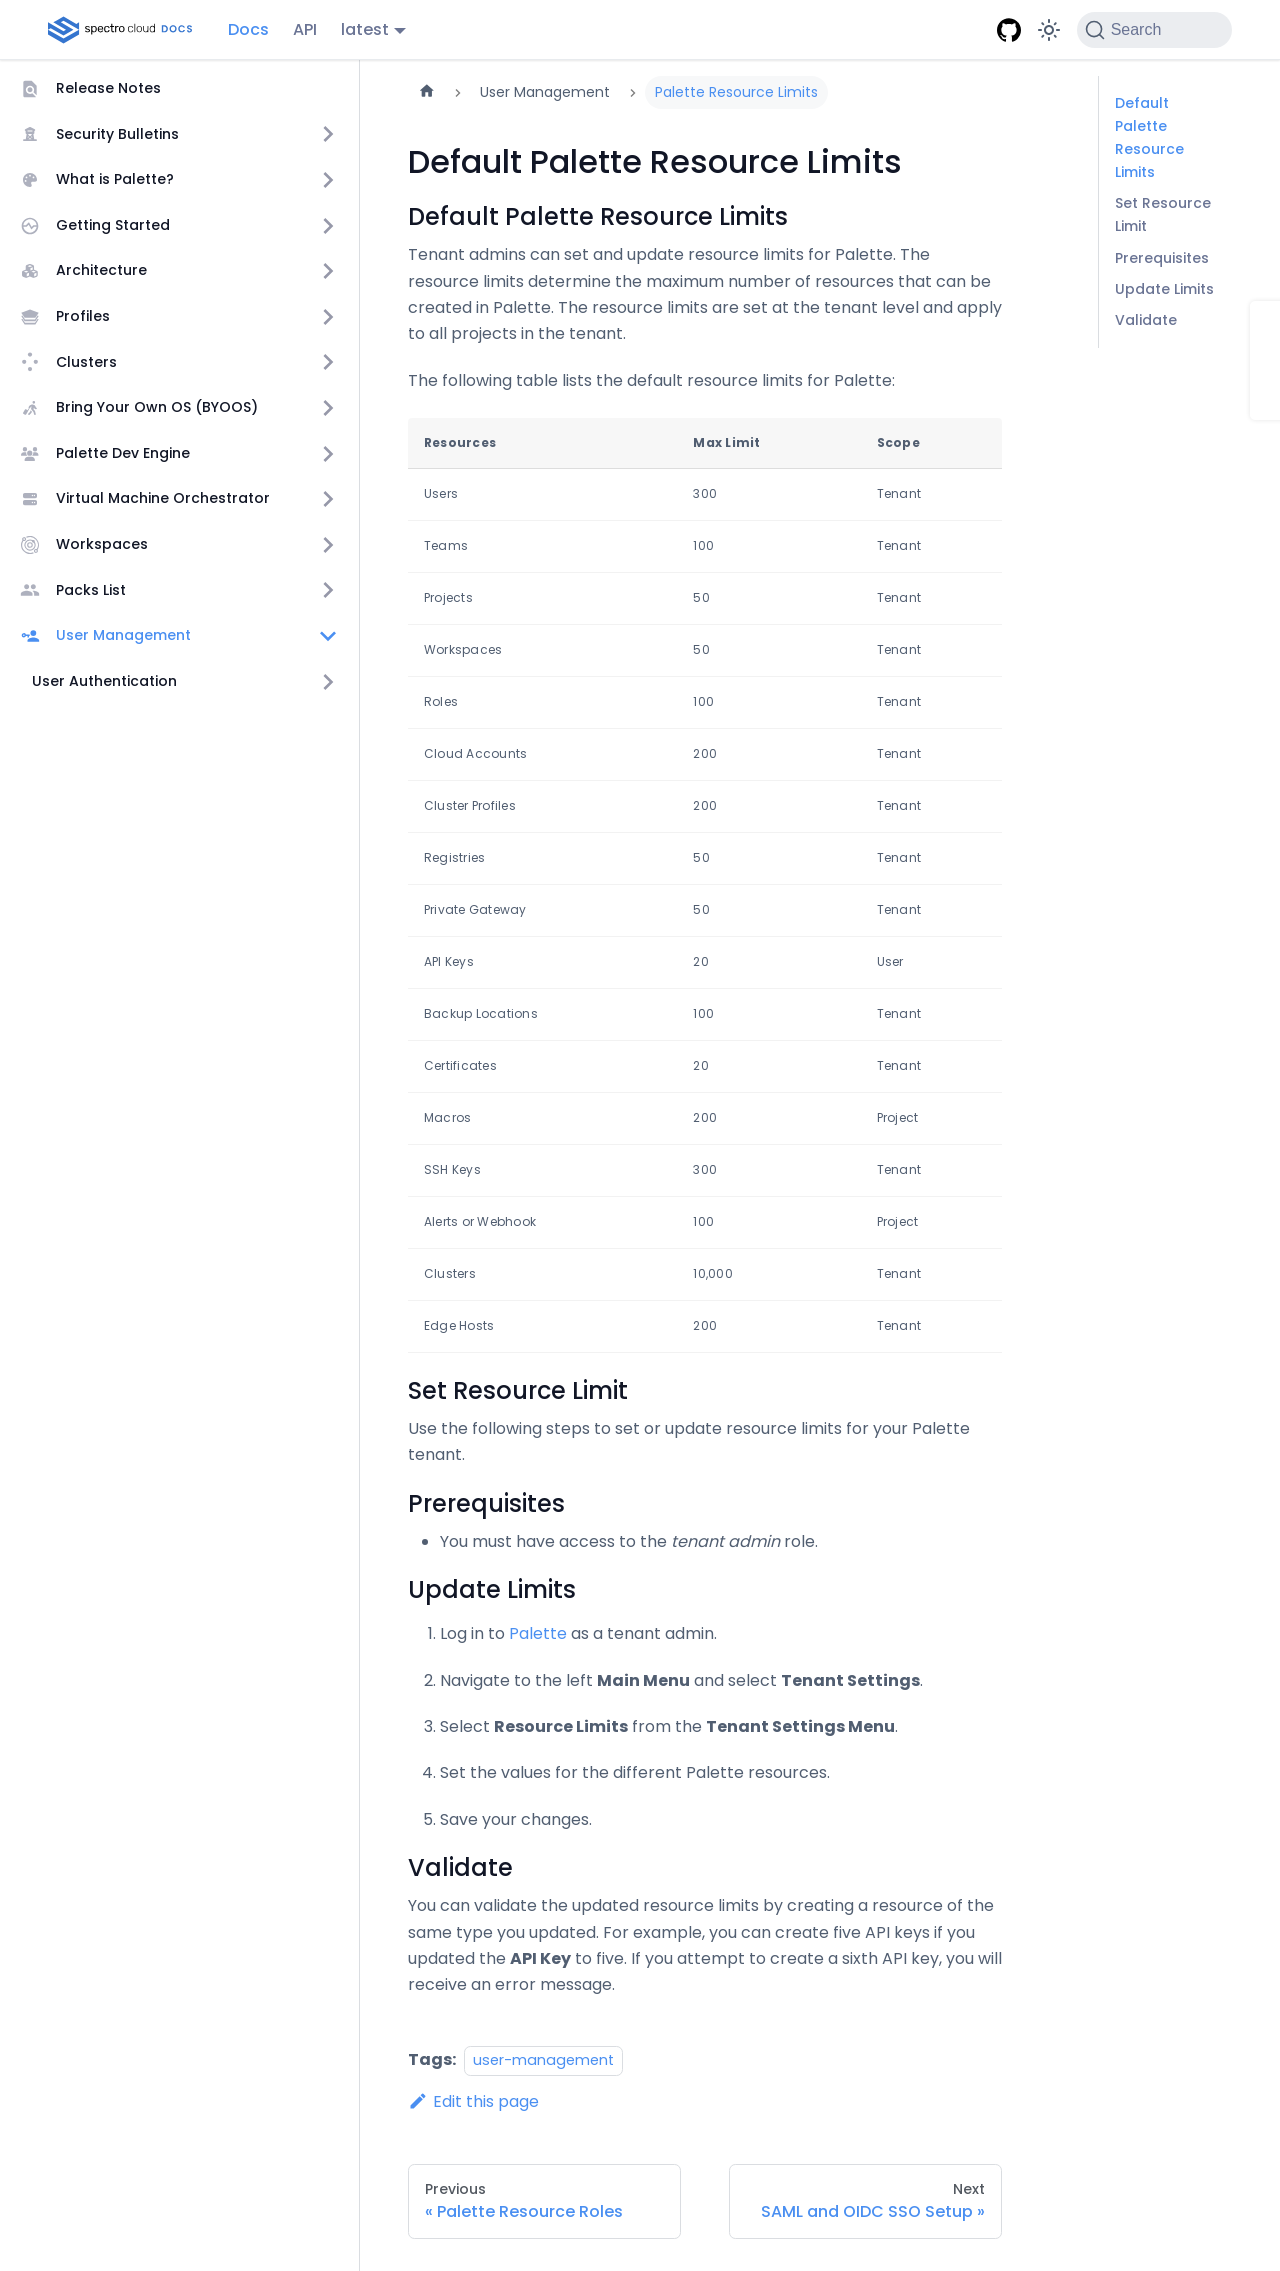 spectro cloud DOCS Docs API latest Search
Release Notes
Security Bulletins
What is Palette?
Getting Started
Architecture
Profiles
Clusters
Bring Your Own OS (BYOOS)
Palette Dev Engine
Virtual Machine Orchestrator
Workspaces
Packs List
User Management
User Authentication
User Management Palette Resource Limits
Default Palette Resource Limits
Default Palette Resource Limits
Tenant admins can set and update resource limits for Palette. The
resource limits determine the maximum number of resources that can be
created in Palette. The resource limits are set at the tenant level and apply
to all projects in the tenant.
The following table lists the default resource limits for Palette:
Resources Max Limit Scope
Users 300 Tenant
Teams 100 Tenant
Projects 50 Tenant
Workspaces 50 Tenant
Roles 100 Tenant
Cloud Accounts 200 Tenant
Cluster Profiles 200 Tenant
Registries 50 Tenant
Private Gateway 50 Tenant
API Keys 20 User
Backup Locations 100 Tenant
Certificates 20 Tenant
Macros 200 Project
SSH Keys 300 Tenant
Alerts or Webhook 100 Project
Clusters 10,000 Tenant
Edge Hosts 200 Tenant
Set Resource Limit
Use the following steps to set or update resource limits for your Palette
tenant.
Prerequisites
You must have access to the tenant admin role.
Update Limits
1. Log in to Palette as a tenant admin.
2. Navigate to the left Main Menu and select Tenant Settings.
3. Select Resource Limits from the Tenant Settings Menu.
4. Set the values for the different Palette resources.
5. Save your changes.
Validate
You can validate the updated resource limits by creating a resource of the
same type you updated. For example, you can create five API keys if you
updated the API Key to five. If you attempt to create a sixth API key, you will
receive an error message.
Tags: user-management
Edit this page
Previous
« Palette Resource Roles
Next
SAML and OIDC SSO Setup »
Default
Palette
Resource
Limits
Set Resource
Limit
Prerequisites
Update Limits
Validate